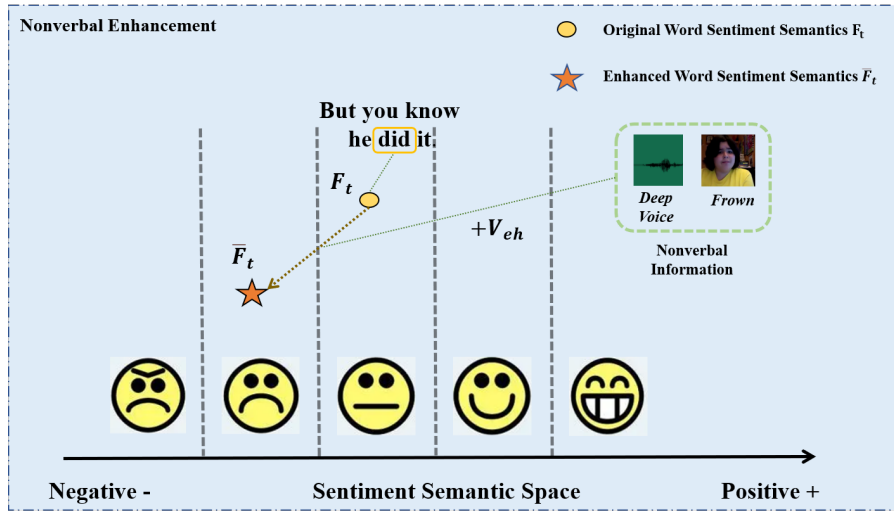 Nonverbal Enhancement
Original Word Sentiment Semantics Fₜ
Enhanced Word Sentiment Semantics F̅ₜ
But you know
he did it.
Fₜ
+Vₑₕ
F̅ₜ
Deep
Voice
Frown
Nonverbal
Information
Negative -
Sentiment Semantic Space
Positive +